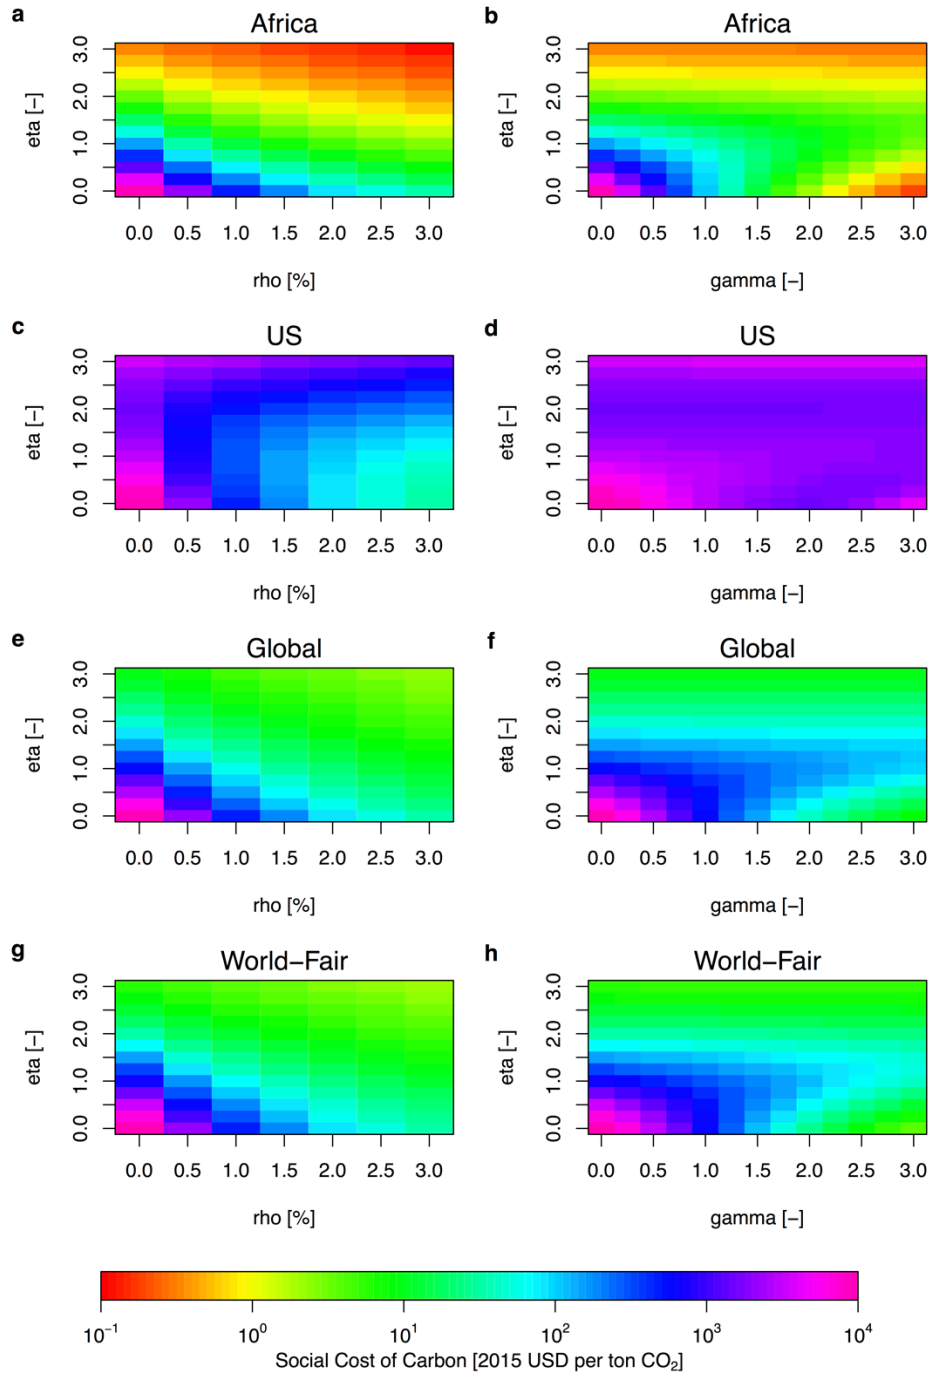 a
Africa
eta [–]
0.0 1.0 2.0 3.0
0.0 0.5 1.0 1.5 2.0 2.5 3.0
rho [%]
b
Africa
eta [–]
0.0 1.0 2.0 3.0
0.0 0.5 1.0 1.5 2.0 2.5 3.0
gamma [–]
c
US
eta [–]
0.0 1.0 2.0 3.0
0.0 0.5 1.0 1.5 2.0 2.5 3.0
rho [%]
d
US
eta [–]
0.0 1.0 2.0 3.0
0.0 0.5 1.0 1.5 2.0 2.5 3.0
gamma [–]
e
Global
eta [–]
0.0 1.0 2.0 3.0
0.0 0.5 1.0 1.5 2.0 2.5 3.0
rho [%]
f
Global
eta [–]
0.0 1.0 2.0 3.0
0.0 0.5 1.0 1.5 2.0 2.5 3.0
gamma [–]
g
World–Fair
eta [–]
0.0 1.0 2.0 3.0
0.0 0.5 1.0 1.5 2.0 2.5 3.0
rho [%]
h
World–Fair
eta [–]
0.0 1.0 2.0 3.0
0.0 0.5 1.0 1.5 2.0 2.5 3.0
gamma [–]
10⁻¹ 10⁰ 10¹ 10² 10³ 10⁴
Social Cost of Carbon [2015 USD per ton CO₂]